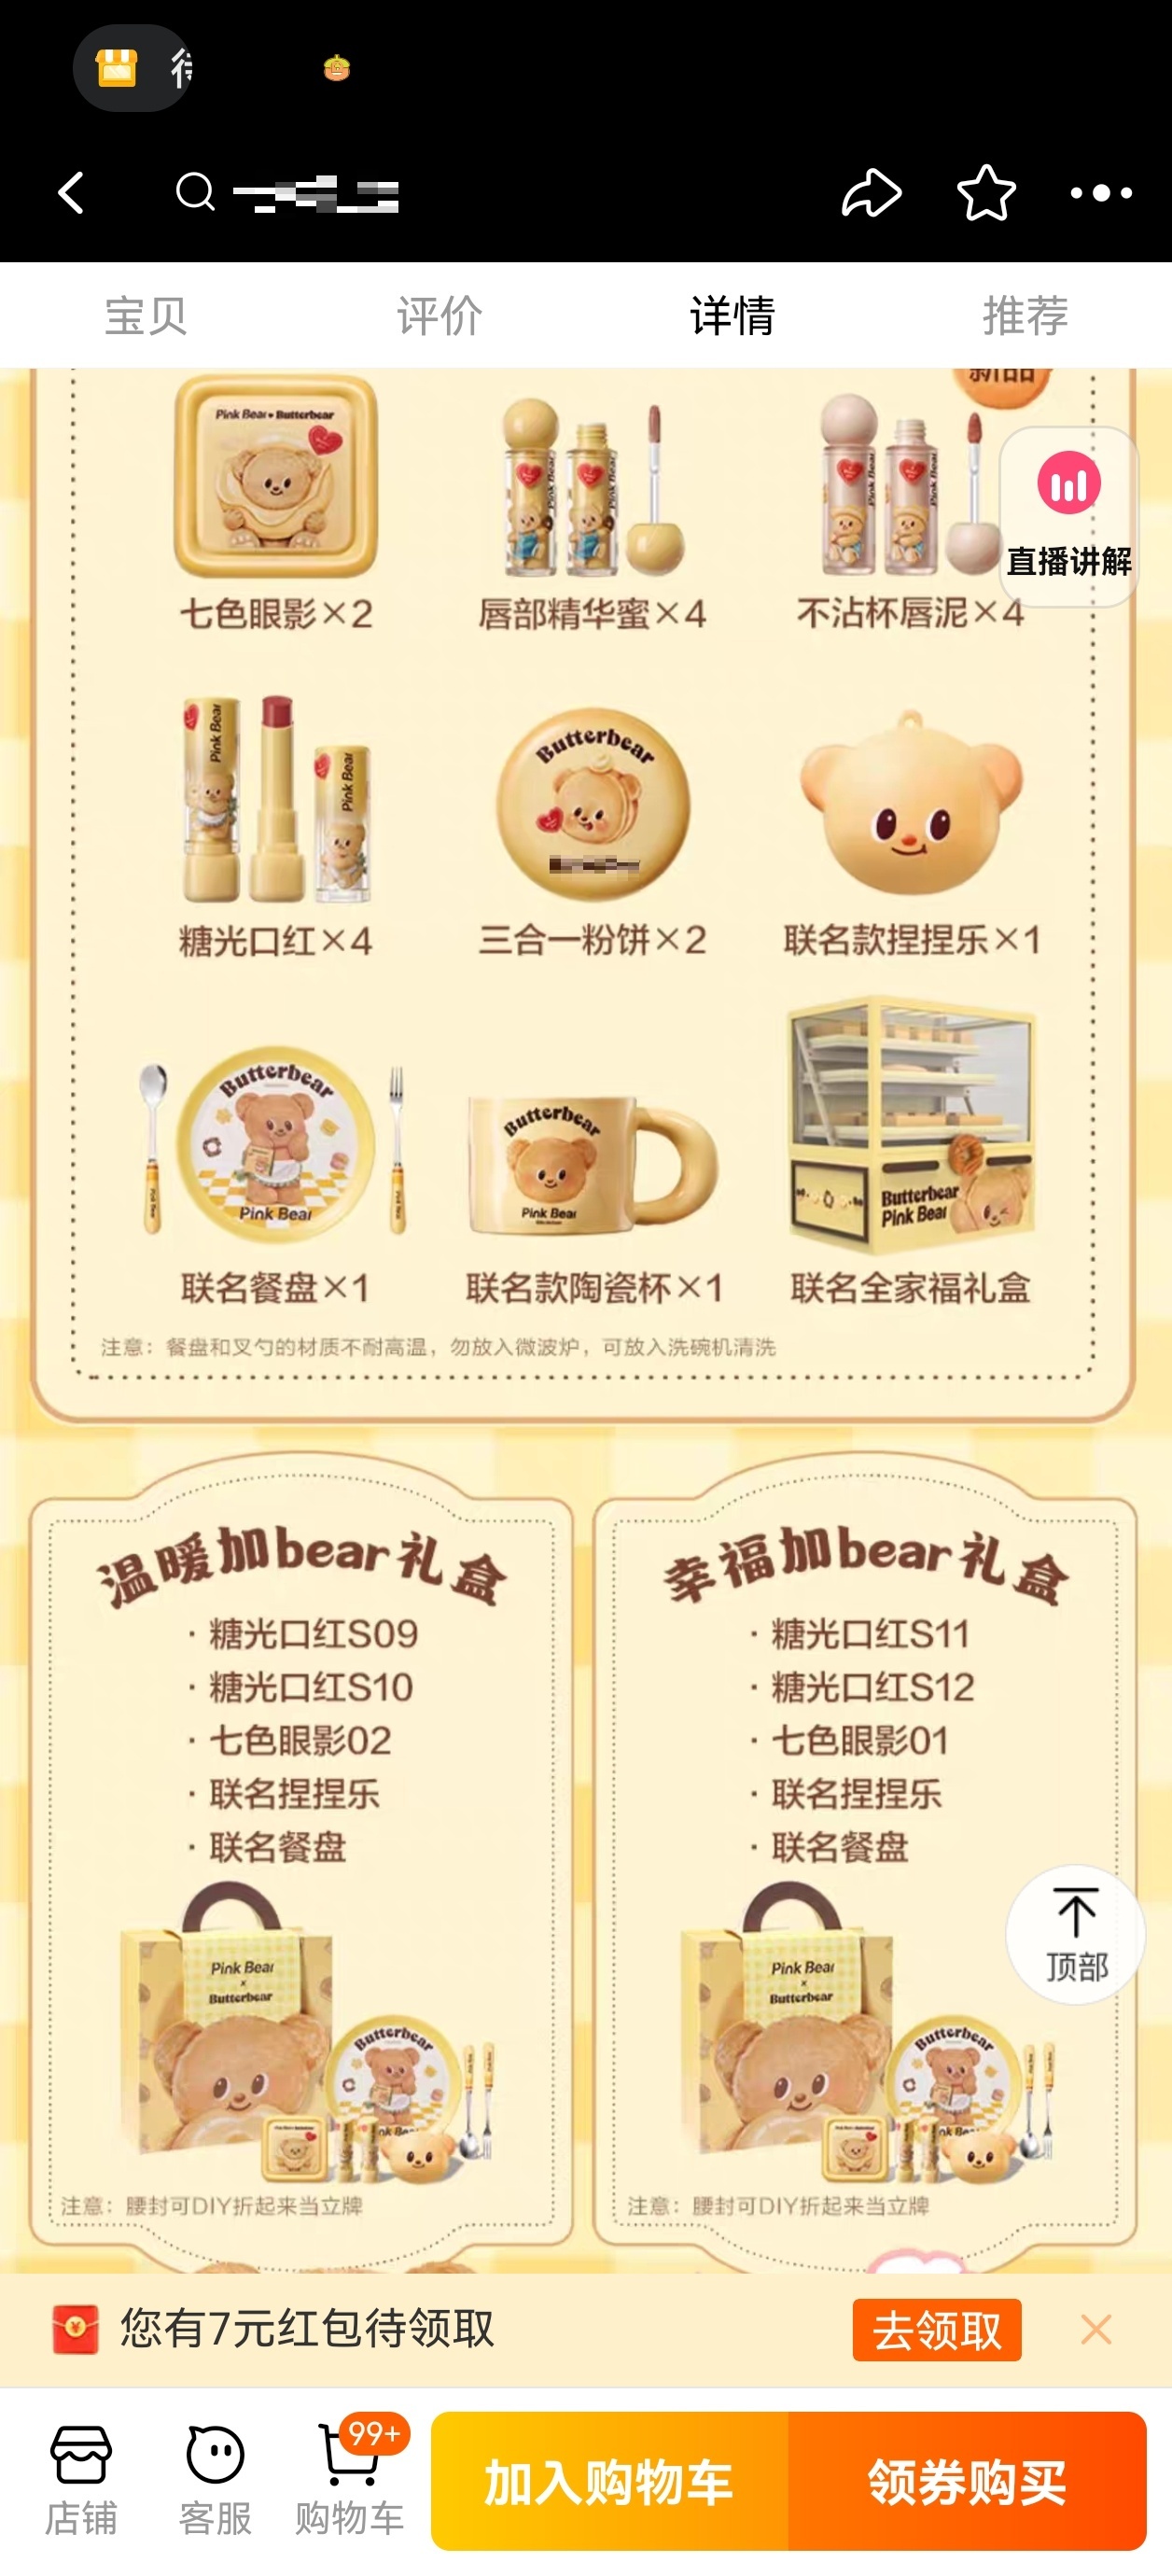 宝贝
评价
详情
推荐
Pink Bear Butterbear
Pink Bear
Pink Bear
直播讲解
七色眼影×2
唇部精华蜜×4
不沾杯唇泥×4
Pink Bear
Pink Bear
Butterbear
糖光口红×4
三合一粉饼×2
联名款捏捏乐×1
Butterbear
Pink Bear
Butterbear
Pink Bear
Butterbear
Pink Bear
联名餐盘×1
联名款陶瓷杯×1
联名全家福礼盒
注意：餐盘和叉勺的材质不耐高温，勿放入微波炉，可放入洗碗机清洗
温暖加bear礼盒
· 糖光口红S09
· 糖光口红S10
· 七色眼影02
· 联名捏捏乐
· 联名餐盘
Pink Bear
×
Butterbear
Butterbear
注意：腰封可DIY折起来当立牌
幸福加bear礼盒
· 糖光口红S11
· 糖光口红S12
· 七色眼影01
· 联名捏捏乐
· 联名餐盘
Pink Bear
×
Butterbear
Butterbear
注意：腰封可DIY折起来当立牌
顶部
您有7元红包待领取
去领取
店铺
客服
99+
购物车
加入购物车
领券购买